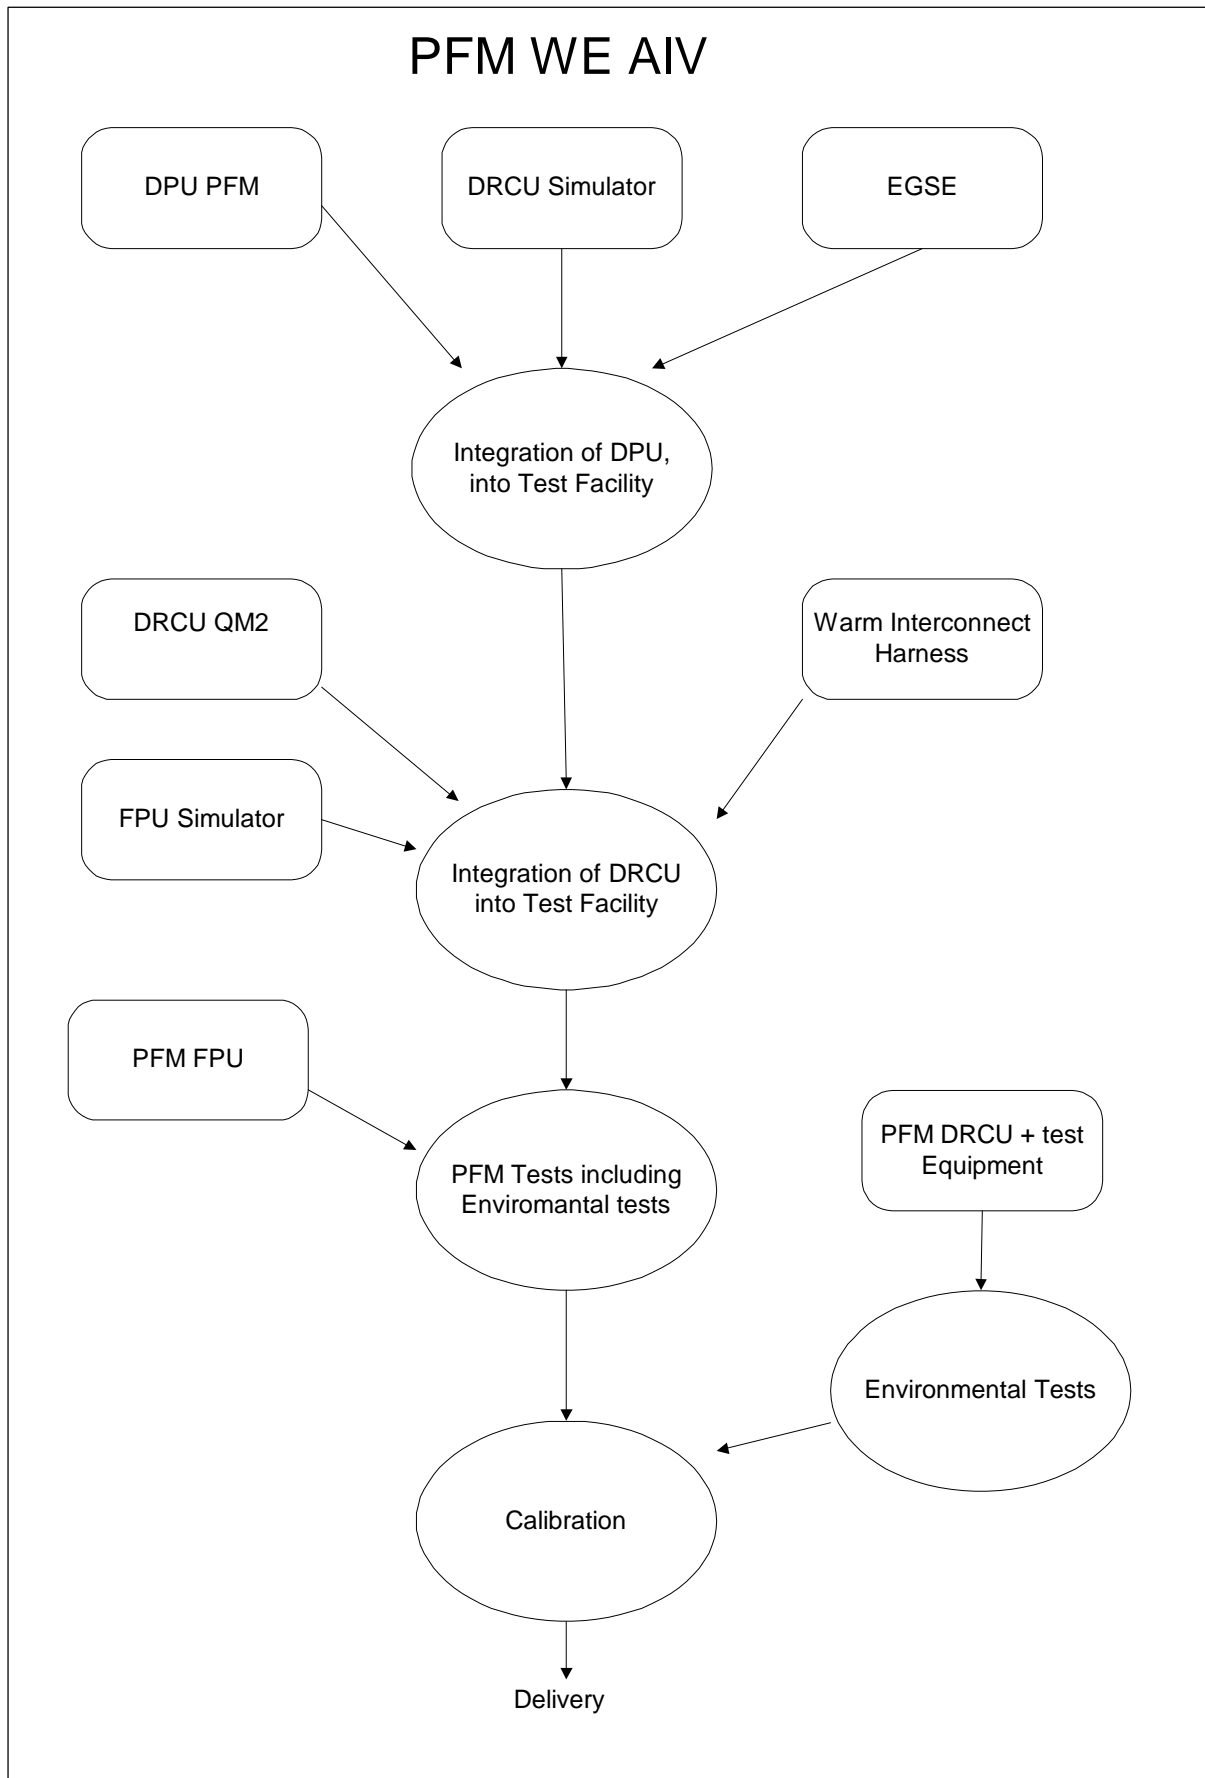 PFM WE AIV
DPU PFM
DRCU Simulator
EGSE
Integration of DPU,
into Test Facility
DRCU QM2
Warm Interconnect
Harness
FPU Simulator
Integration of DRCU
into Test Facility
PFM FPU
PFM DRCU + test
Equipment
PFM Tests including
Enviromantal tests
Environmental Tests
Calibration
Delivery